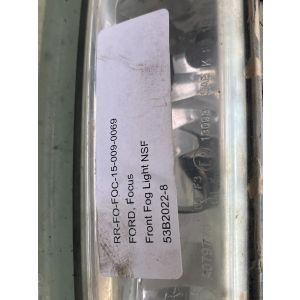 RR-FO-FOC-15-009-0069
FORD, Focus
Front Fog Light NSF
53B2022-8